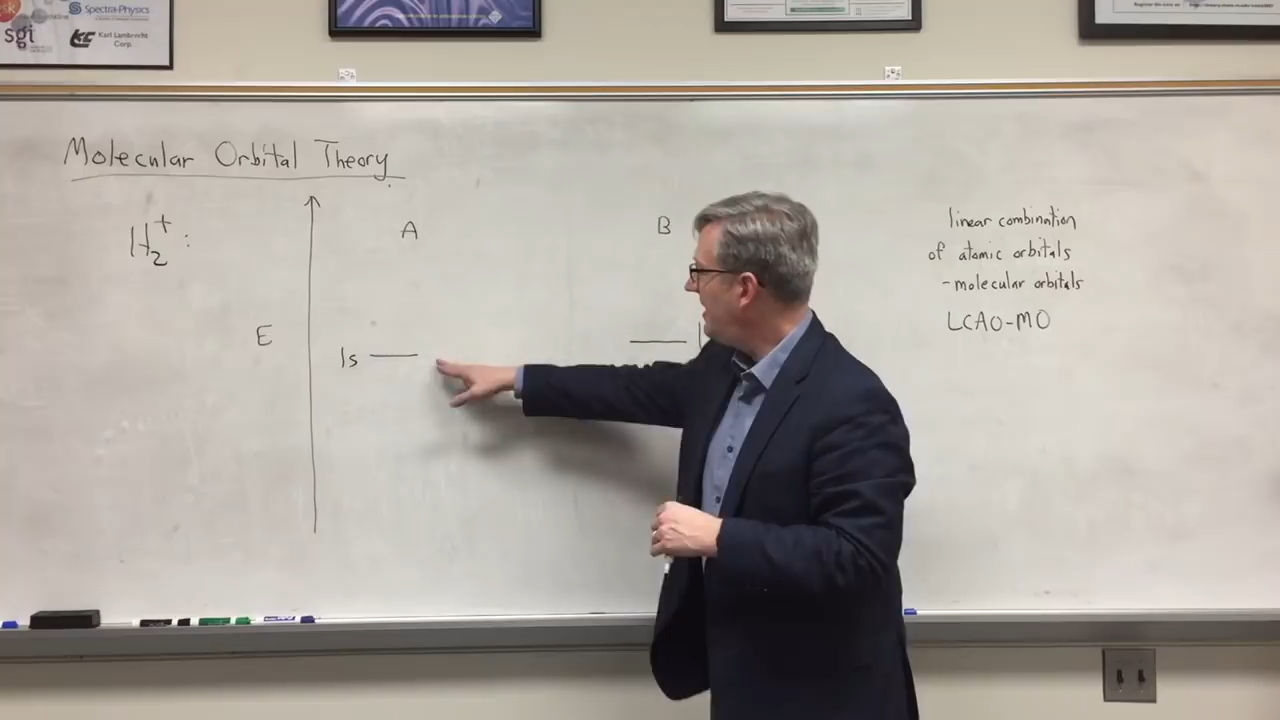 Spectra-Physics
sgi
Karl Lambrecht
Corp.
Molecular Orbital Theory
H₂⁺:
A
B
E
1s
linear combination
of atomic orbitals
-molecular orbitals
LCAO-MO